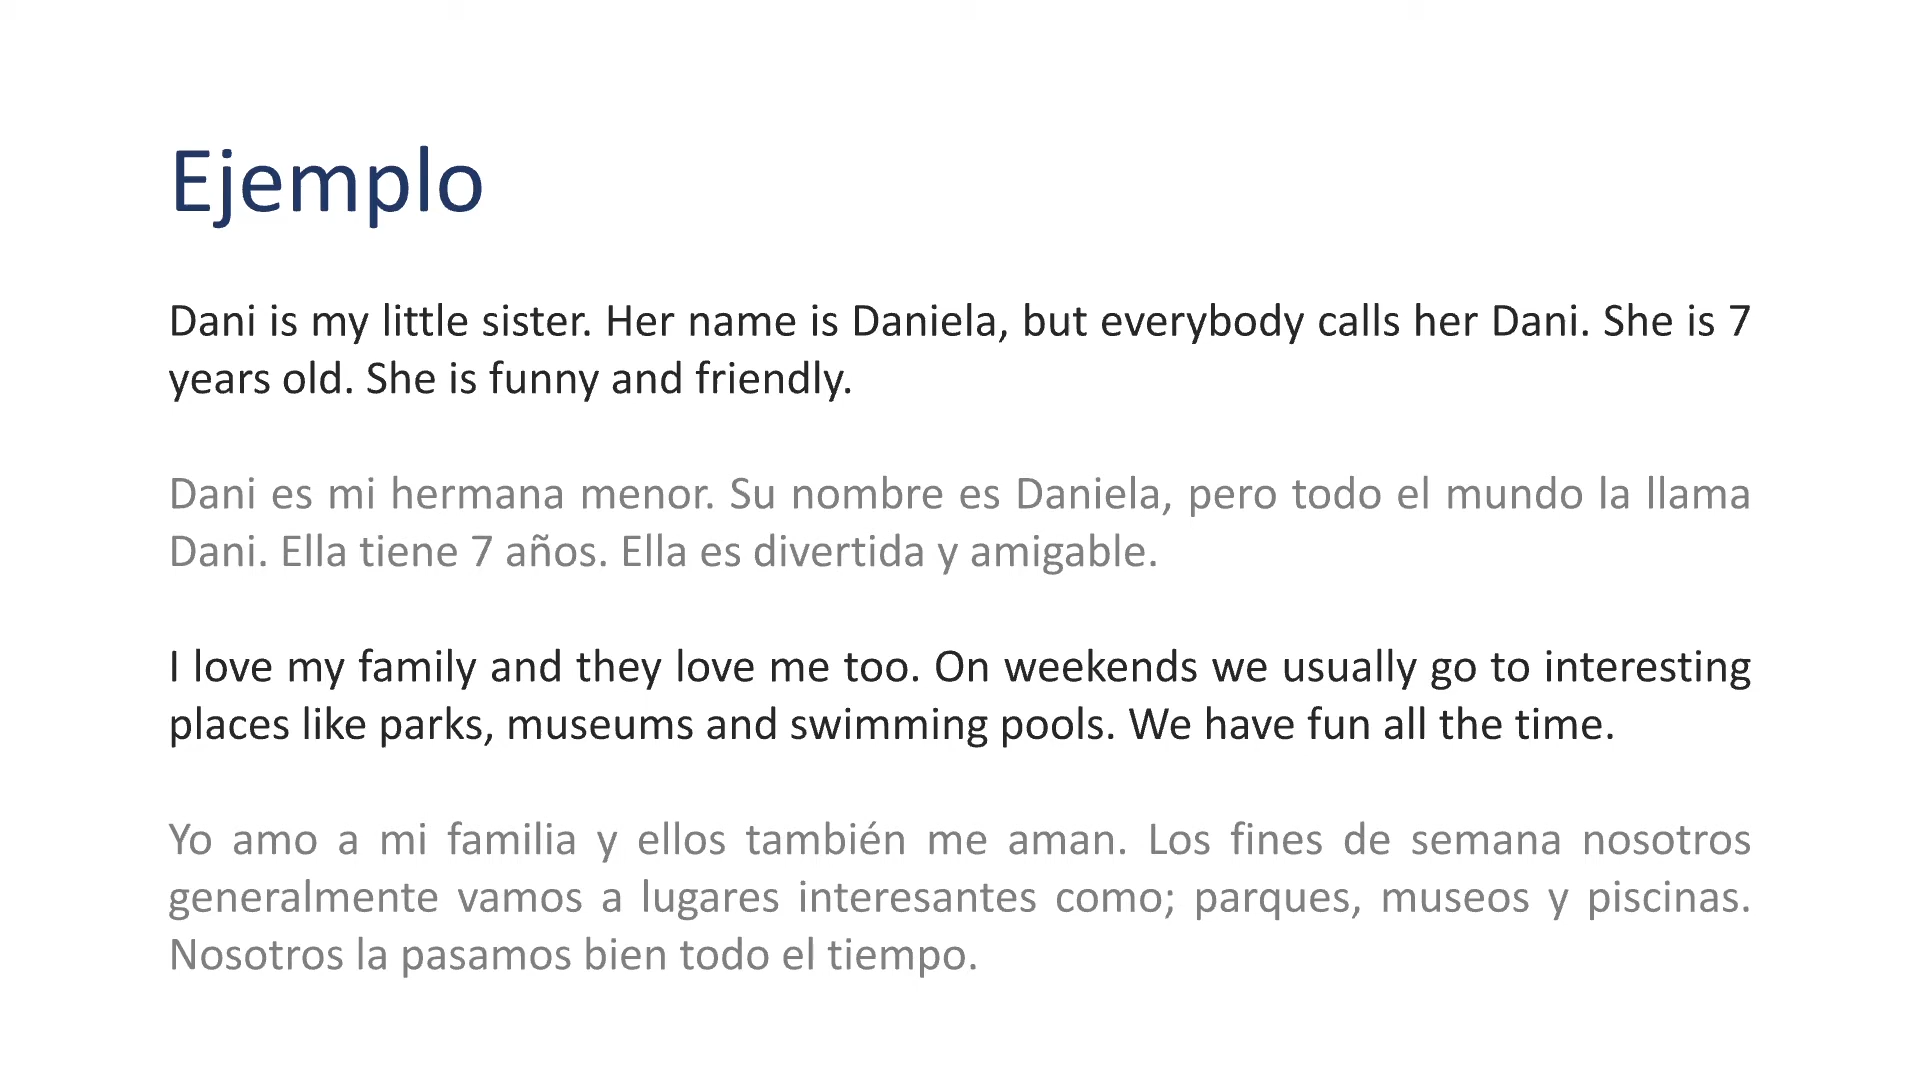 Ejemplo
Dani is my little sister. Her name is Daniela, but everybody calls her Dani. She is 7
years old. She is funny and friendly.
Dani es mi hermana menor. Su nombre es Daniela, pero todo el mundo la llama
Dani. Ella tiene 7 años. Ella es divertida y amigable.
I love my family and they love me too. On weekends we usually go to interesting
places like parks, museums and swimming pools. We have fun all the time.
Yo amo a mi familia y ellos también me aman. Los fines de semana nosotros
generalmente vamos a lugares interesantes como; parques, museos y piscinas.
Nosotros la pasamos bien todo el tiempo.